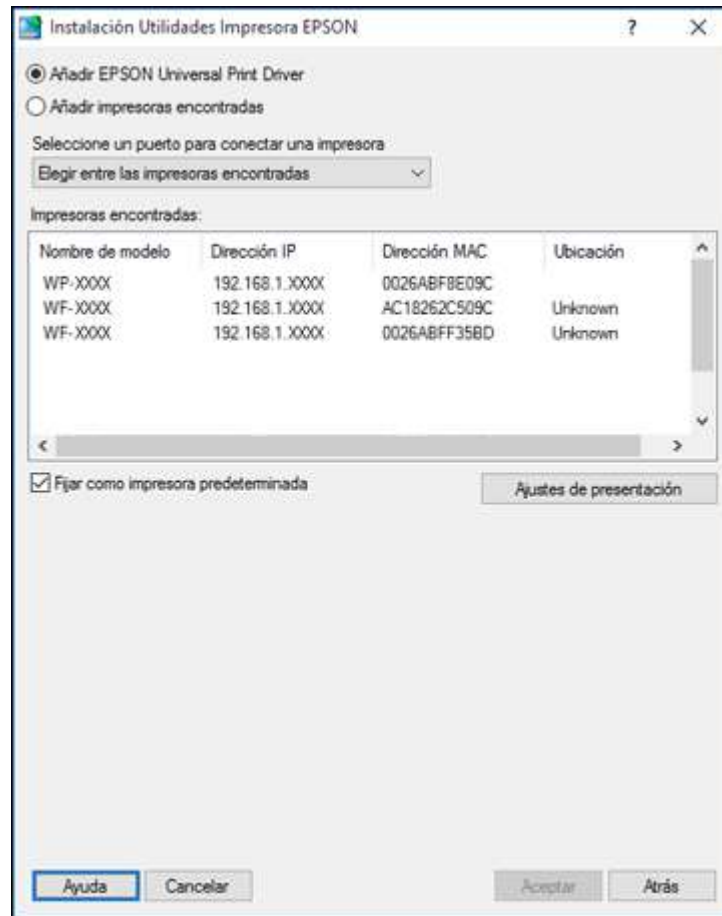 Instalación Utilidades Impresora EPSON ? X
Añadir EPSON Universal Print Driver
Añadir impresoras encontradas
Seleccione un puerto para conectar una impresora
Elegir entre las impresoras encontradas
Impresoras encontradas:
Nombre de modelo Dirección IP Dirección MAC Ubicación
WP-XXXX 192.168.1.XXXX 0026ABF8E09C
WF-XXXX 192.168.1.XXXX AC18262C509C Unknown
WF-XXXX 192.168.1.XXXX 0026ABFF35BD Unknown
Fijar como impresora predeterminada Ajustes de presentación
Ayuda Cancelar Aceptar Atrás